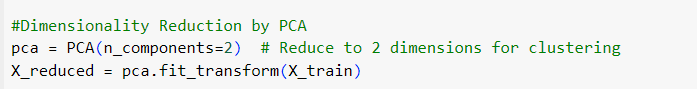 #Dimensionality Reduction by PCA
pca = PCA(n_components=2)  # Reduce to 2 dimensions for clustering
X_reduced = pca.fit_transform(X_train)